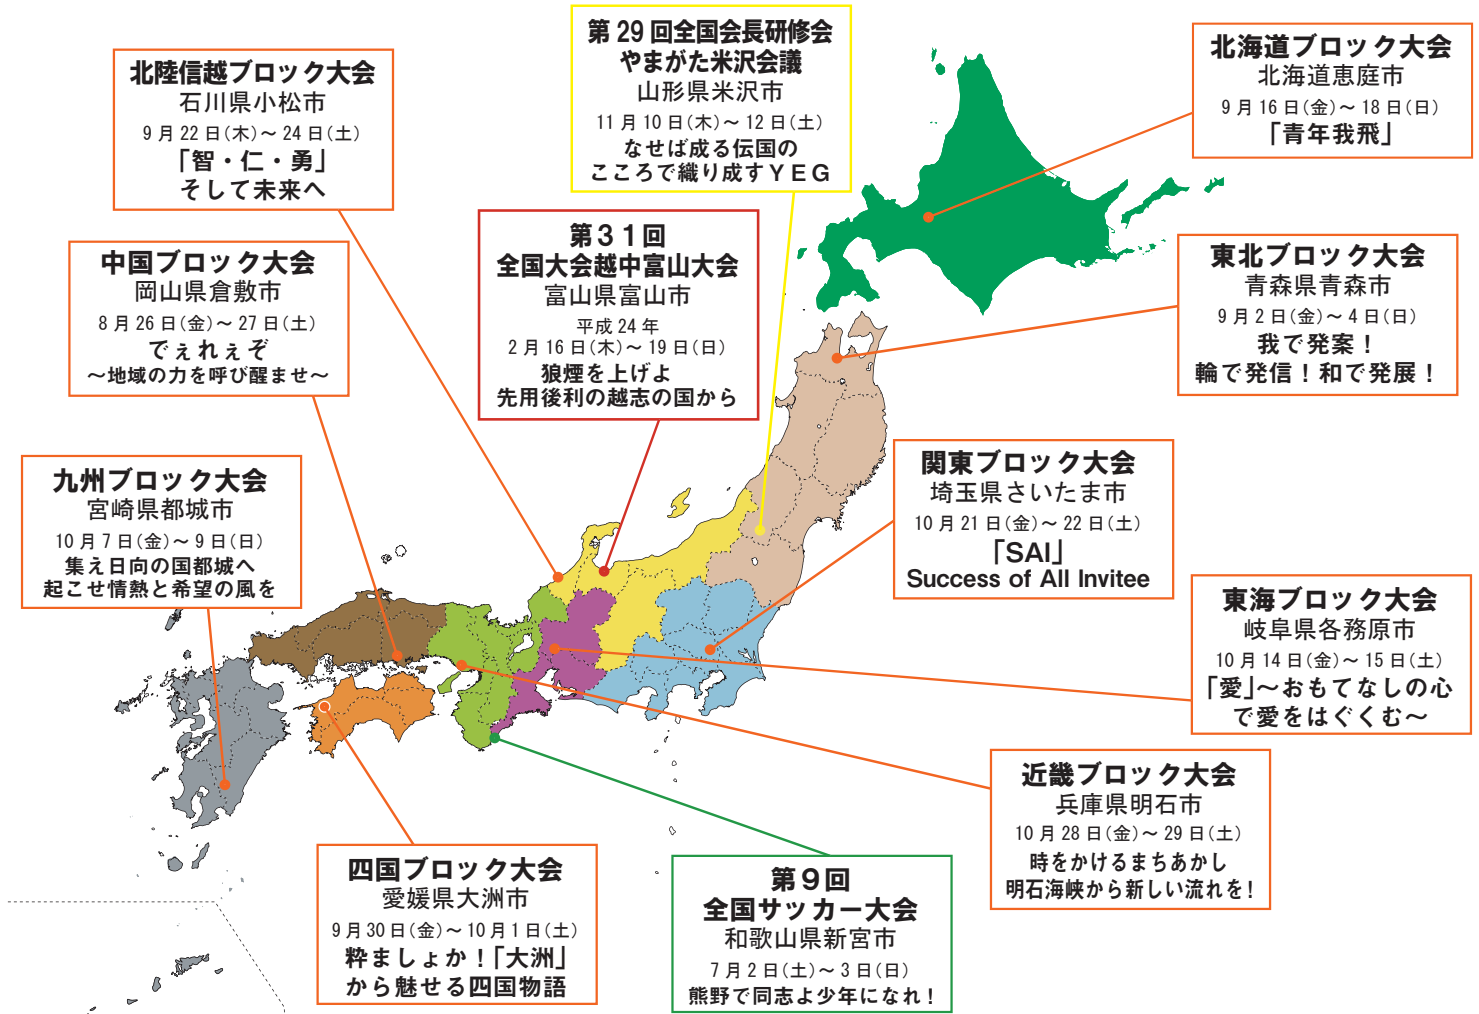 北陸信越ブロック大会
石川県小松市
9月22日(木)～24日(土)
「智・仁・勇」
そして未来へ
第29回全国会長研修会
やまがた米沢会議
山形県米沢市
11月10日(木)～12日(土)
なせば成る伝国の
こころで織り成すＹＥＧ
北海道ブロック大会
北海道恵庭市
9月16日(金)～18日(日)
「青年我飛」
中国ブロック大会
岡山県倉敷市
8月26日(金)～27日(土)
でぇれぇぞ
～地域の力を呼び醒ませ～
第３１回
全国大会越中富山大会
富山県富山市
平成24年
2月16日(木)～19日(日)
狼煙を上げよ
先用後利の越志の国から
東北ブロック大会
青森県青森市
9月2日(金)～4日(日)
我で発案！
輪で発信！和で発展！
九州ブロック大会
宮崎県都城市
10月7日(金)～9日(日)
集え日向の国都城へ
起こせ情熱と希望の風を
関東ブロック大会
埼玉県さいたま市
10月21日(金)～22日(土)
「SAI」
Success of All Invitee
東海ブロック大会
岐阜県各務原市
10月14日(金)～15日(土)
「愛」～おもてなしの心
で愛をはぐくむ～
近畿ブロック大会
兵庫県明石市
10月28日(金)～29日(土)
時をかけるまちあかし
明石海峡から新しい流れを！
四国ブロック大会
愛媛県大洲市
9月30日(金)～10月1日(土)
粋ましょか！「大洲」
から魅せる四国物語
第９回
全国サッカー大会
和歌山県新宮市
7月2日(土)～3日(日)
熊野で同志よ少年になれ！